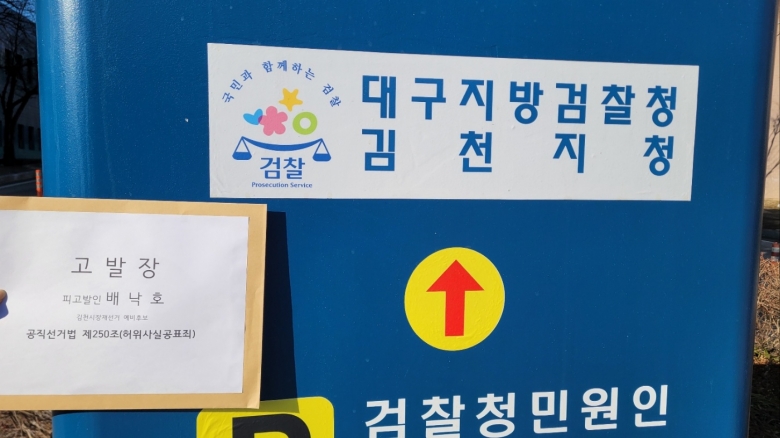 국민과 함께하는 검찰
검찰
Prosecution Service
대구지방검찰청
김천지청
고발장
피고발인 배낙호
김천시장재선거 예비후보
공직선거법 제250조(허위사실공표죄)
P
검찰청민원인